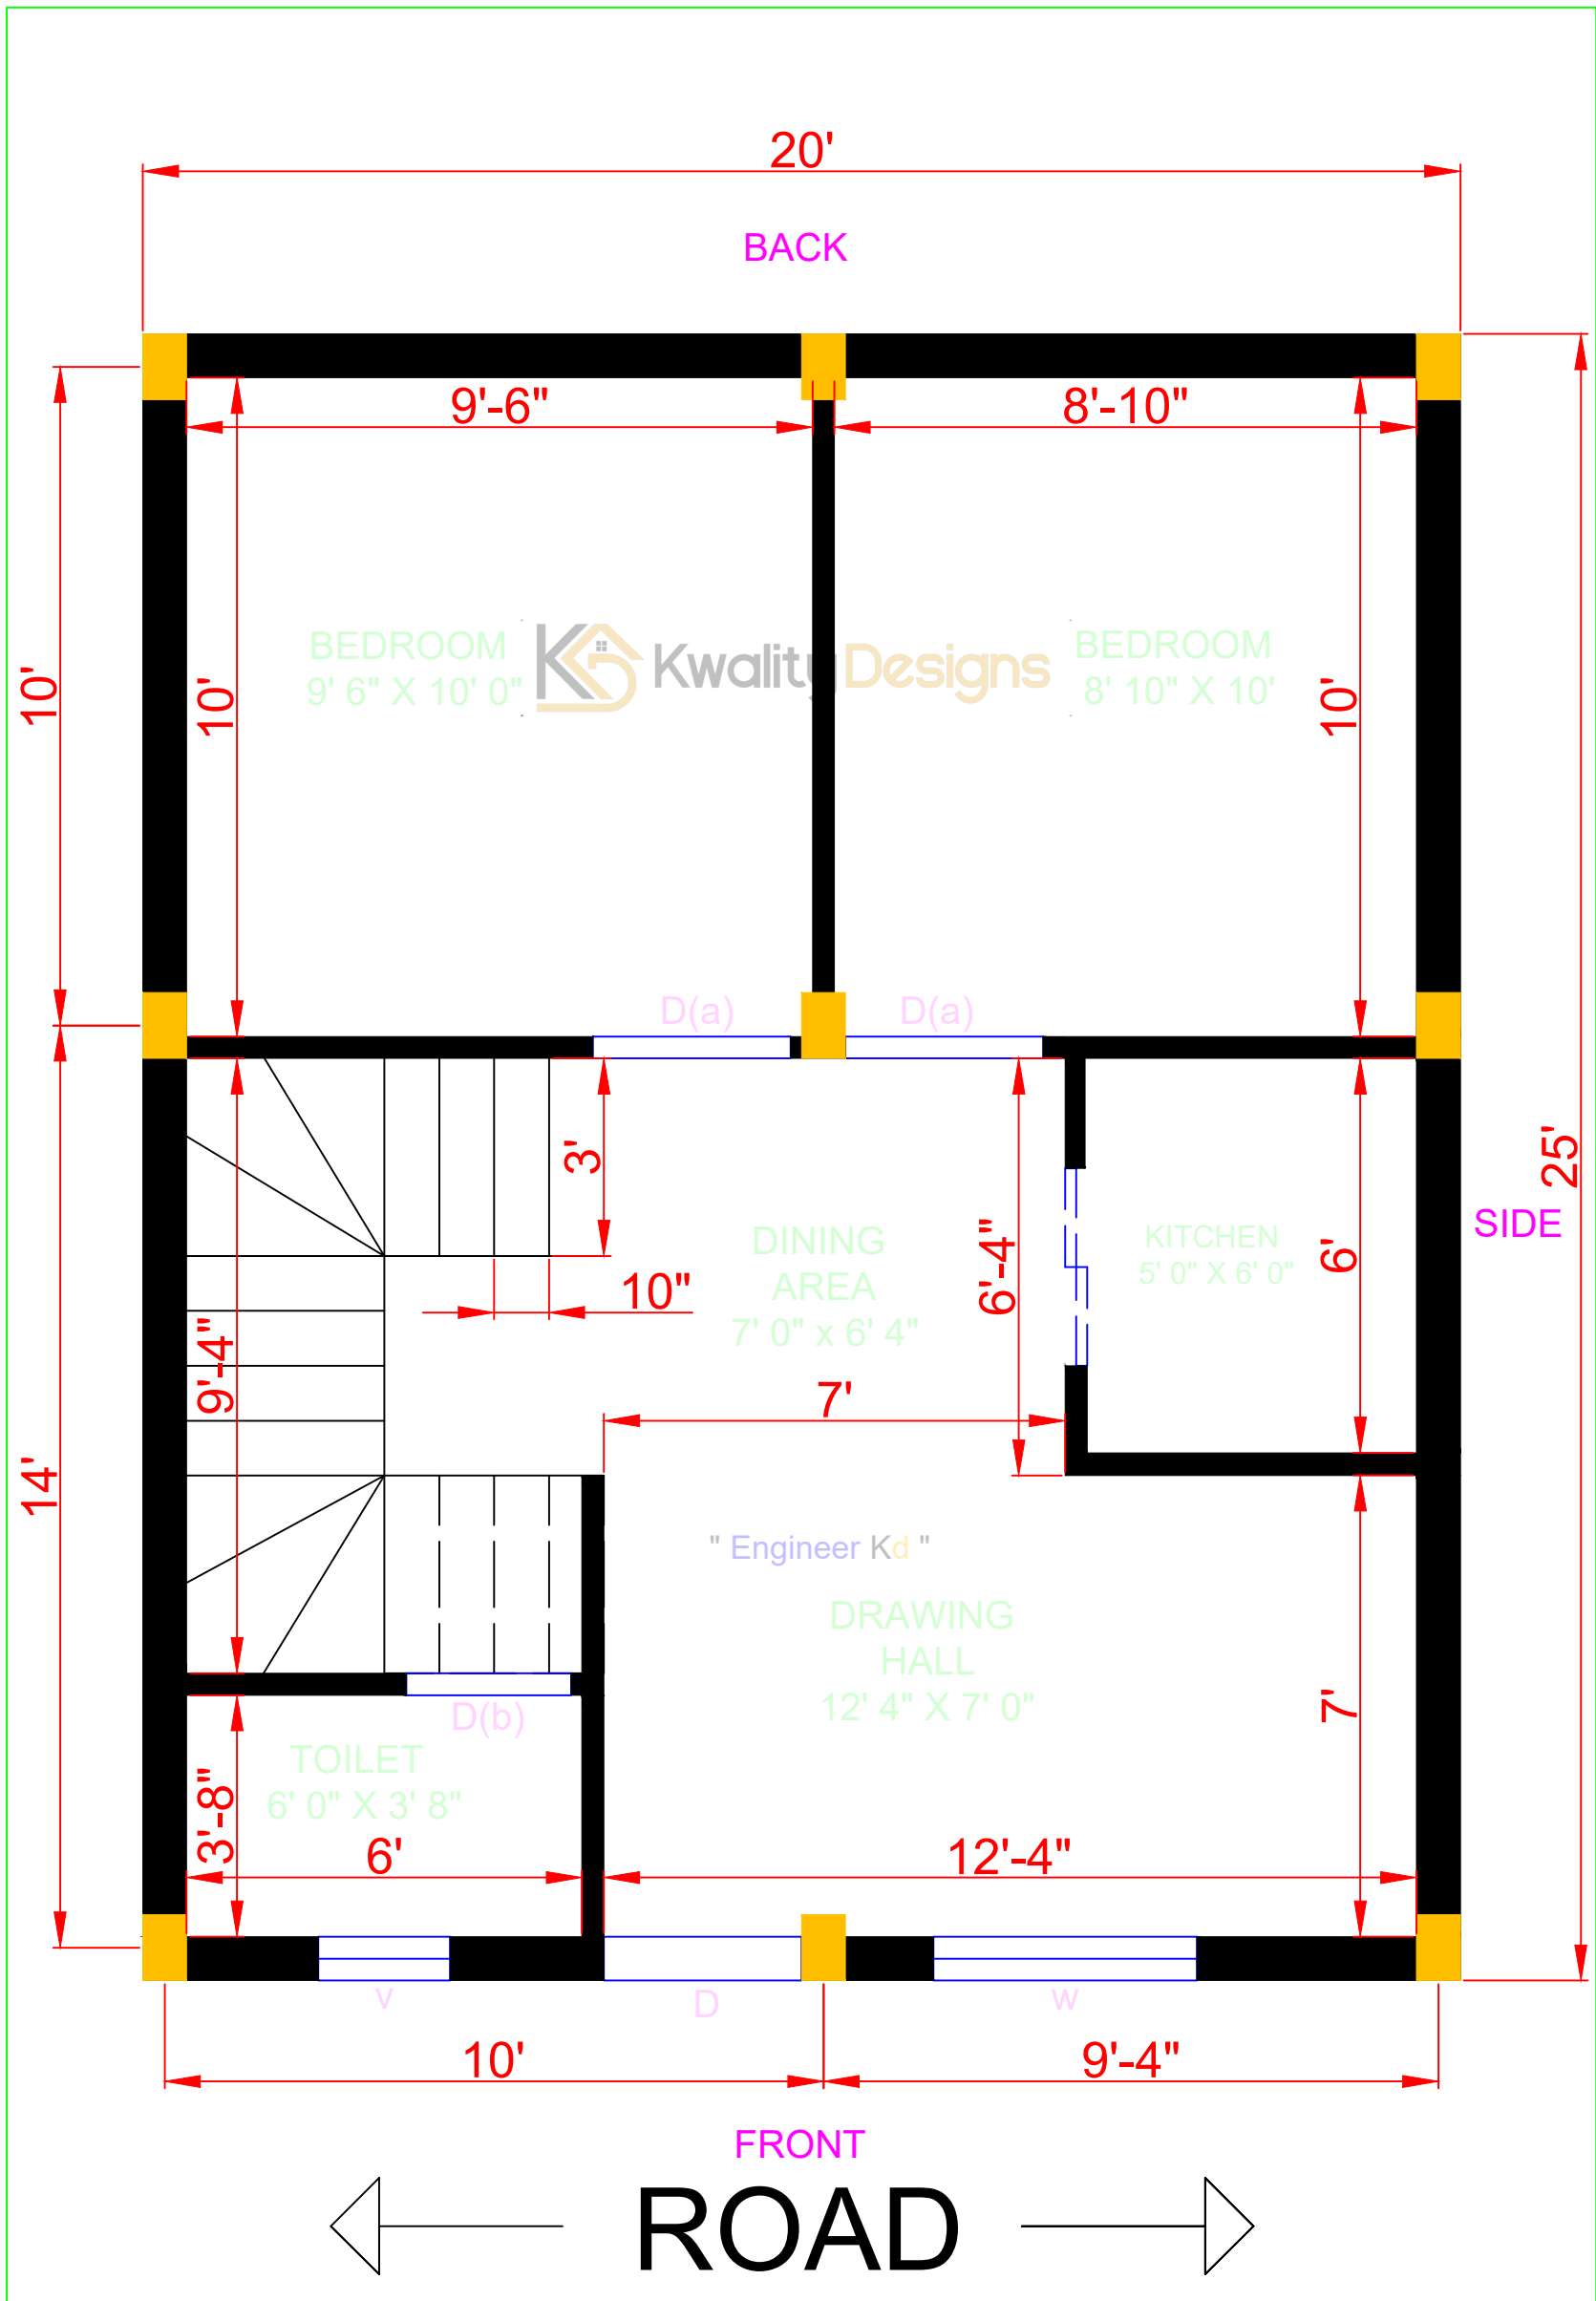 20'
BACK
9'-6"
8'-10"
BEDROOM
9' 6" X 10' 0"
Kwality Designs
BEDROOM
8' 10" X 10'
10'
10'
10'
D(a)
D(a)
3'
10"
DINING
AREA
7' 0" x 6' 4"
6'-4"
KITCHEN
5' 0" X 6' 0"
6'
25'
SIDE
9'-4"
7'
14'
" Engineer Kd "
DRAWING
HALL
12' 4" X 7' 0"
7'
D(b)
TOILET
6' 0" X 3' 8"
3'-8"
6'
12'-4"
V
D
W
10'
9'-4"
FRONT
ROAD